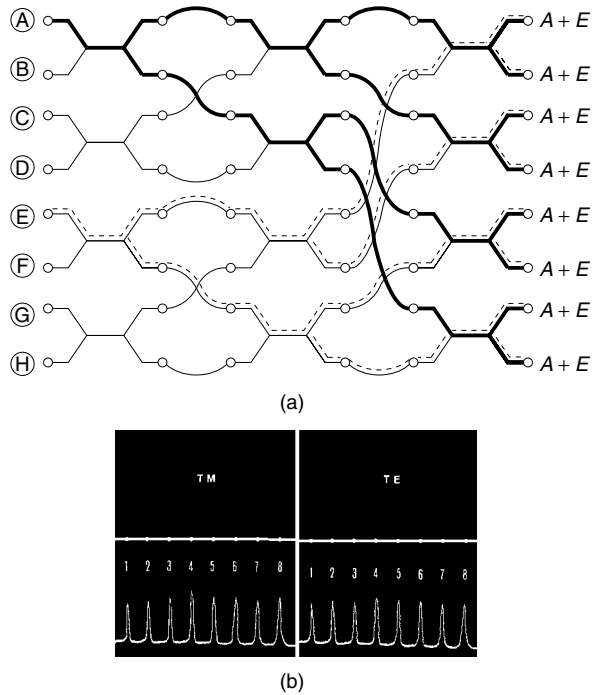 A A + E
B A + E
C A + E
D A + E
E A + E
F A + E
G A + E
H A + E
(a)
TM TE
1 2 3 4 5 6 7 8 1 2 3 4 5 6 7 8
(b)